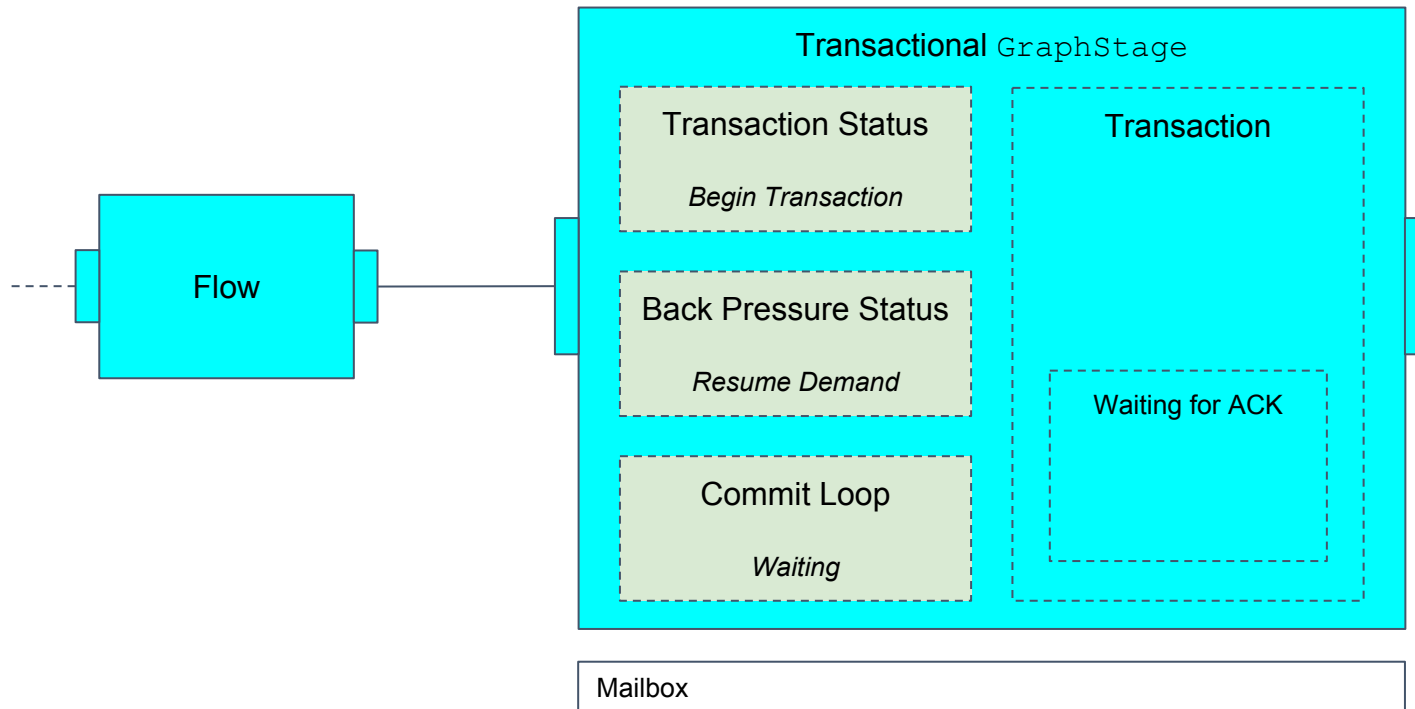 Transactional GraphStage
Transaction Status
Begin Transaction
Transaction
Flow
Back Pressure Status
Resume Demand
Waiting for ACK
Commit Loop
Waiting
Mailbox